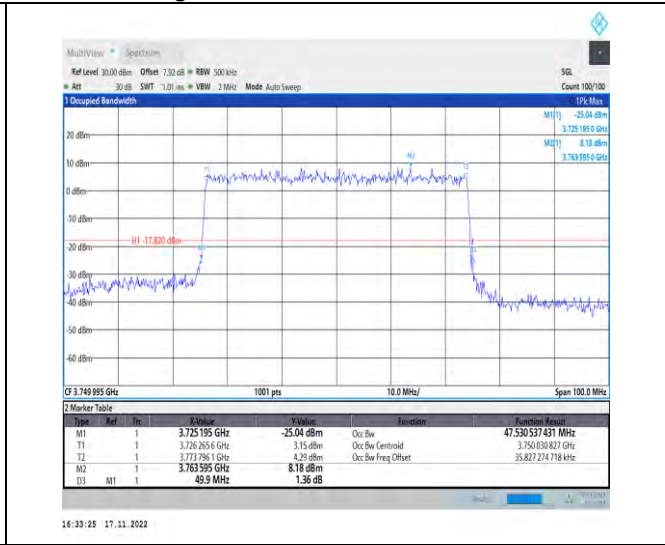 MultiView Spectrum
Ref Level 30.00 dBm Offset 7.92 dB RBW 500 kHz SGL
Att 30 dB SWT 1.01 ms VBW 2 MHz Mode Auto Sweep Count 100/100
1 Occupied Bandwidth 1Pk Max
M1[1] -25.04 dBm
3.725 195 0 GHz
20 dBm
M2[1] 8.18 dBm
3.763 595 0 GHz
10 dBm
M2
T1
T2
0 dBm
-10 dBm
H1 -17.820 dBm
-20 dBm
-30 dBm
-40 dBm
-50 dBm
-60 dBm
CF 3.749 995 GHz 1001 pts 10.0 MHz/ Span 100.0 MHz
2 Marker Table
Type Ref Trc X-Value Y-Value Function Function Result
M1 1 3.725 195 GHz -25.04 dBm Occ Bw 47.530 537 431 MHz
T1 1 3.726 265 6 GHz 3.15 dBm Occ Bw Centroid 3.750 030 827 GHz
T2 1 3.773 796 1 GHz 4.29 dBm Occ Bw Freq Offset 35.827 274 718 kHz
M2 1 3.763 595 GHz 8.18 dBm
D3 M1 1 49.9 MHz 1.36 dB
16:33:25 17.11.2022